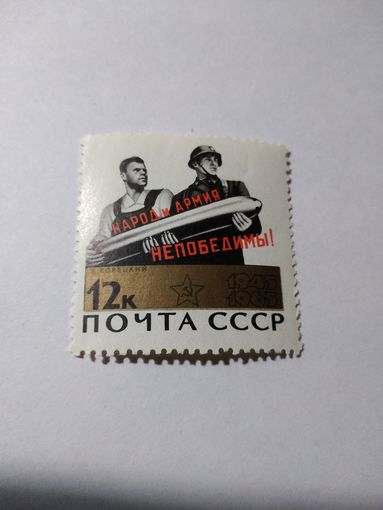 НАРОД И АРМИЯ
НЕПОБЕДИМЫ!
В. КОРЕЦКИЙ
12К
1945
1965
ПОЧТА СССР